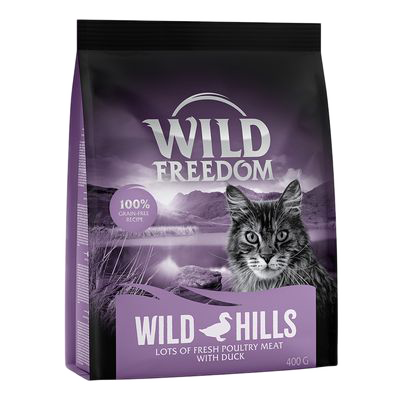 WILD
FREEDOM
100%
GRAIN-FREE
RECIPE
WILD HILLS
LOTS OF FRESH POULTRY MEAT
WITH DUCK
400 G